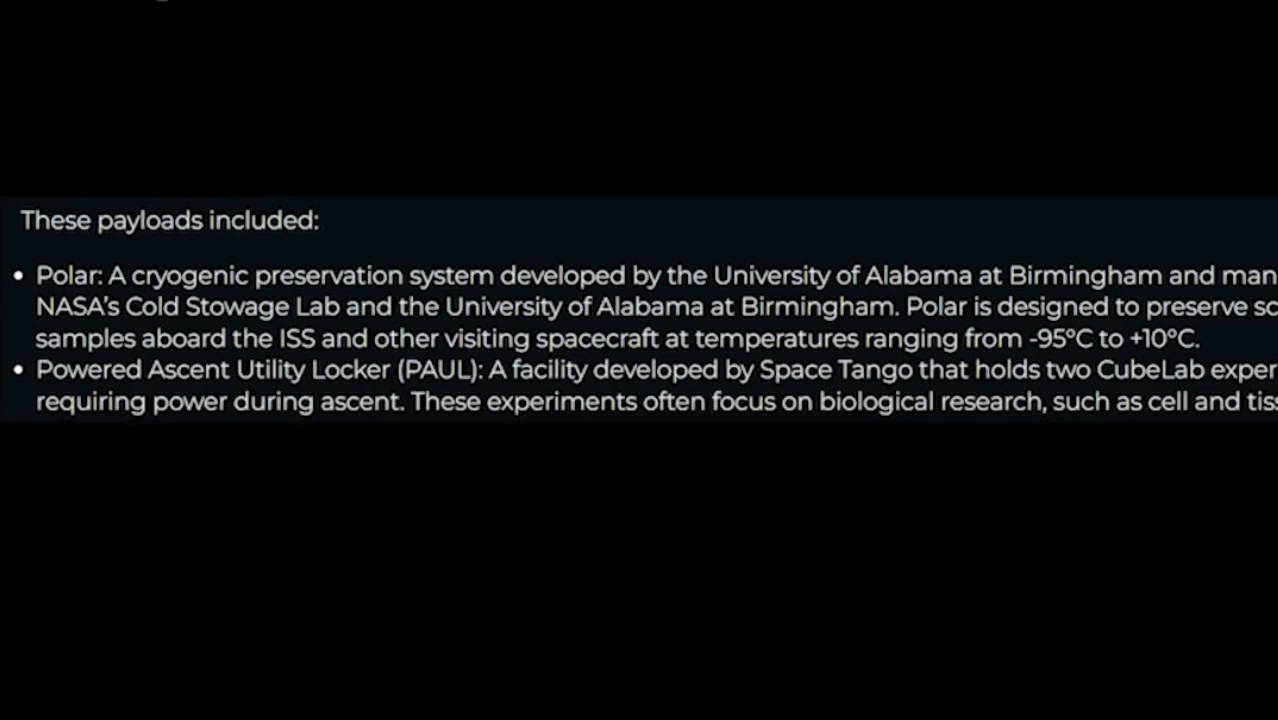 These payloads included:
• Polar: A cryogenic preservation system developed by the University of Alabama at Birmingham and man
NASA’s Cold Stowage Lab and the University of Alabama at Birmingham. Polar is designed to preserve sc
samples aboard the ISS and other visiting spacecraft at temperatures ranging from -95°C to +10°C.
• Powered Ascent Utility Locker (PAUL): A facility developed by Space Tango that holds two CubeLab exper
requiring power during ascent. These experiments often focus on biological research, such as cell and tiss